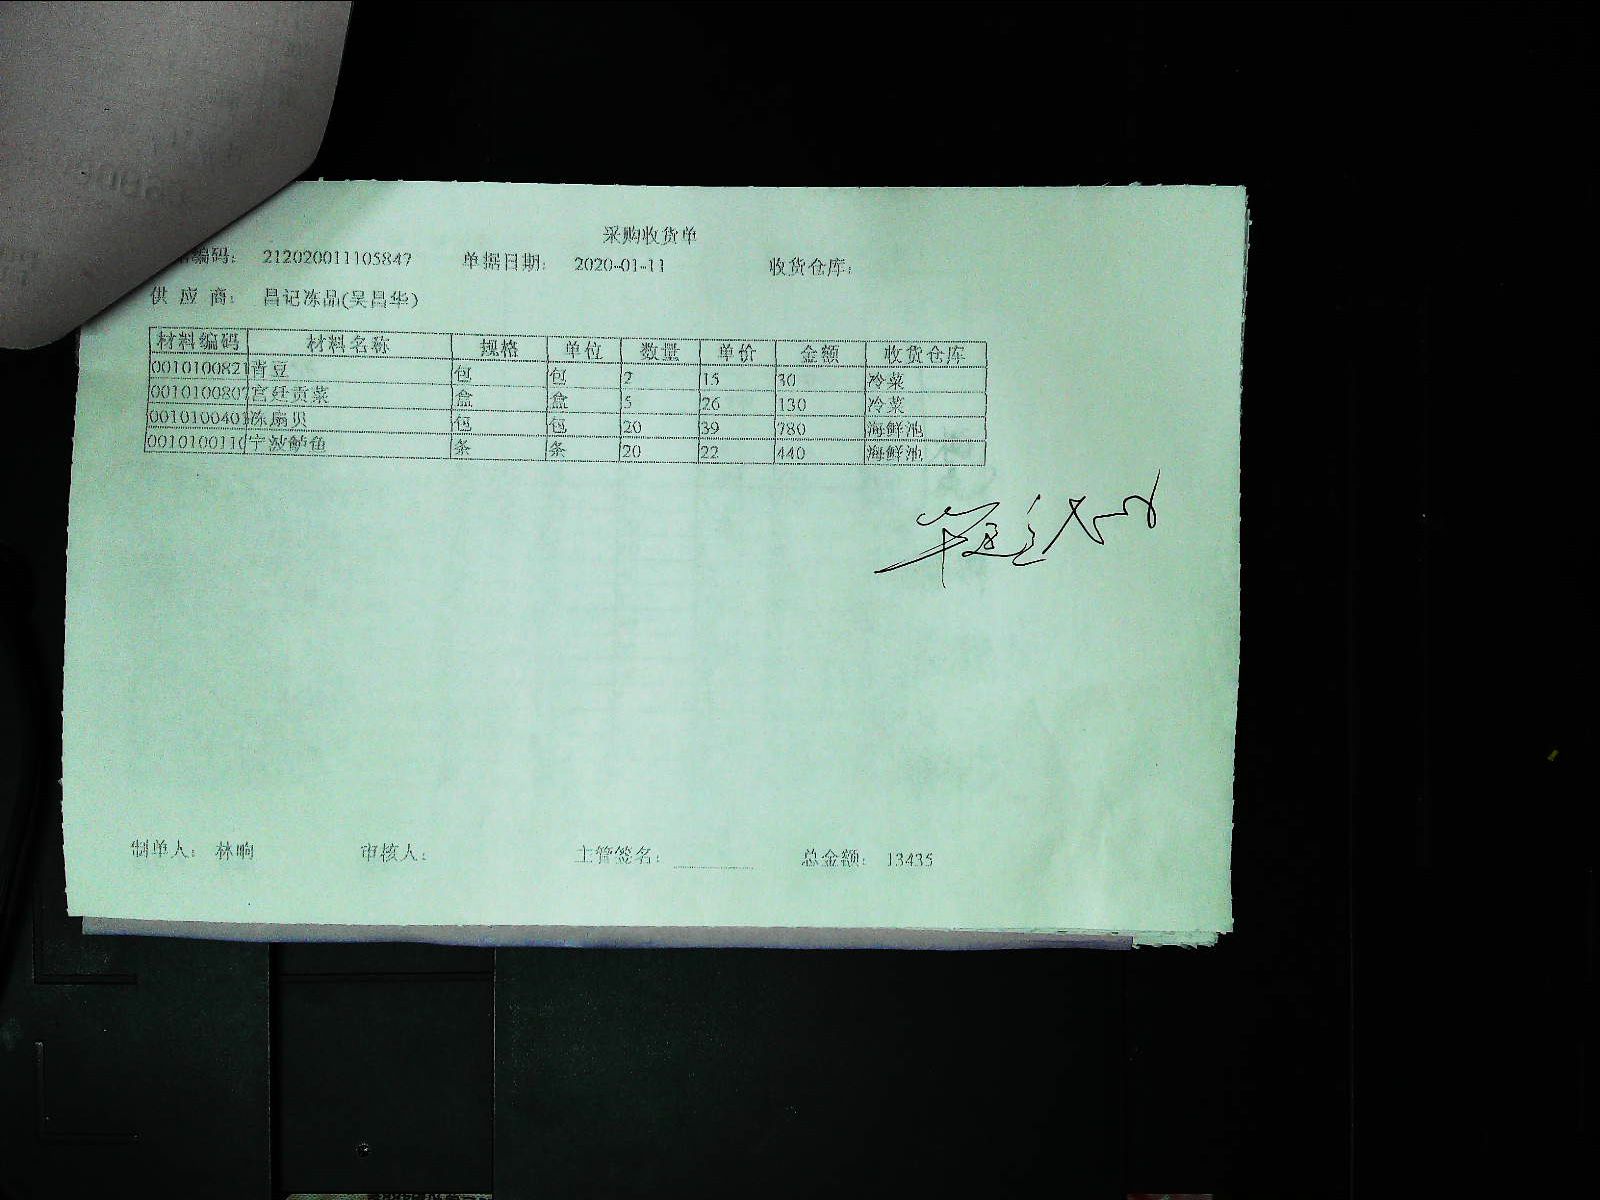 采购收货单
编码： 212020011105847 单据日期： 2020-01-11 收货仓库：
供 应 商： 昌记冻品(吴昌华)
材料编码 材料名称 规格 单位 数量 单价 金额 收货仓库
0010100821 青豆 包 包 2 15 30 冷菜
0010100807 宫廷贡菜 盒 盒 5 26 130 冷菜
0010100401 冻扇贝 包 包 20 39 780 海鲜池
001010011 宁波鲈鱼 条 条 20 22 440 海鲜池
制单人： 林晌 审核人： 主管签名： 总金额： 13435